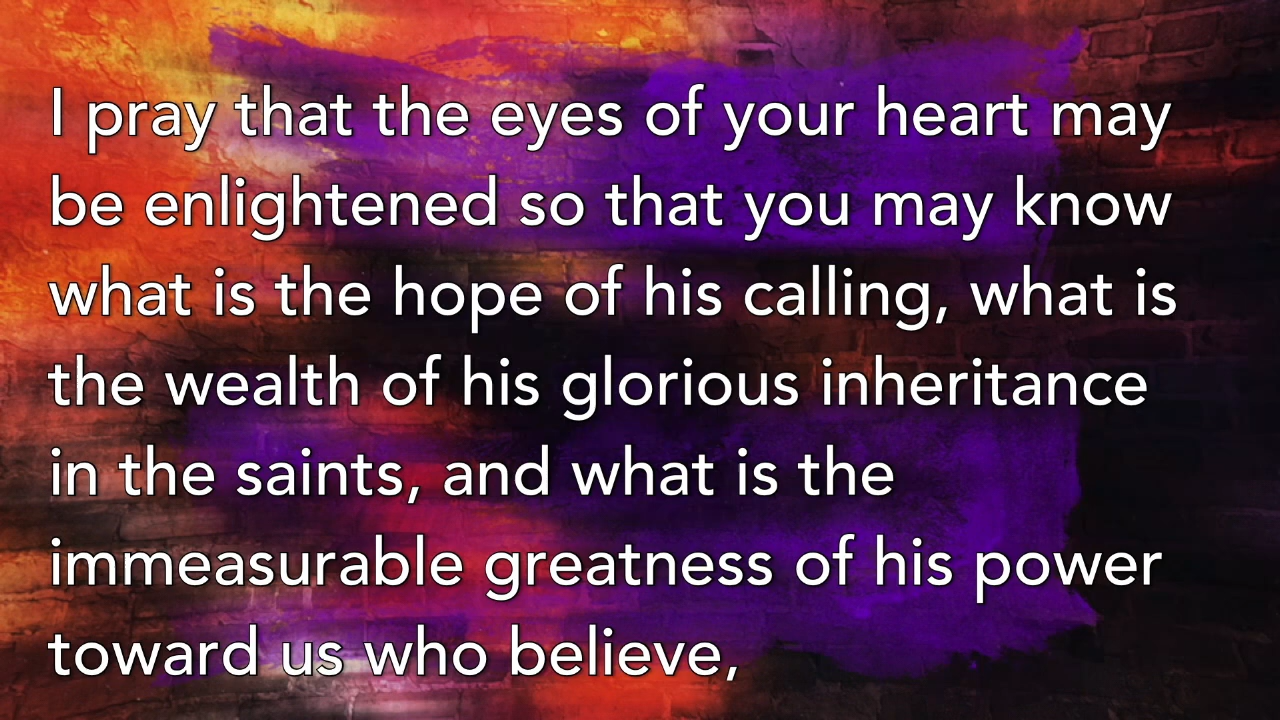 I pray that the eyes of your heart may
be enlightened so that you may know
what is the hope of his calling, what is
the wealth of his glorious inheritance
in the saints, and what is the
immeasurable greatness of his power
toward us who believe,